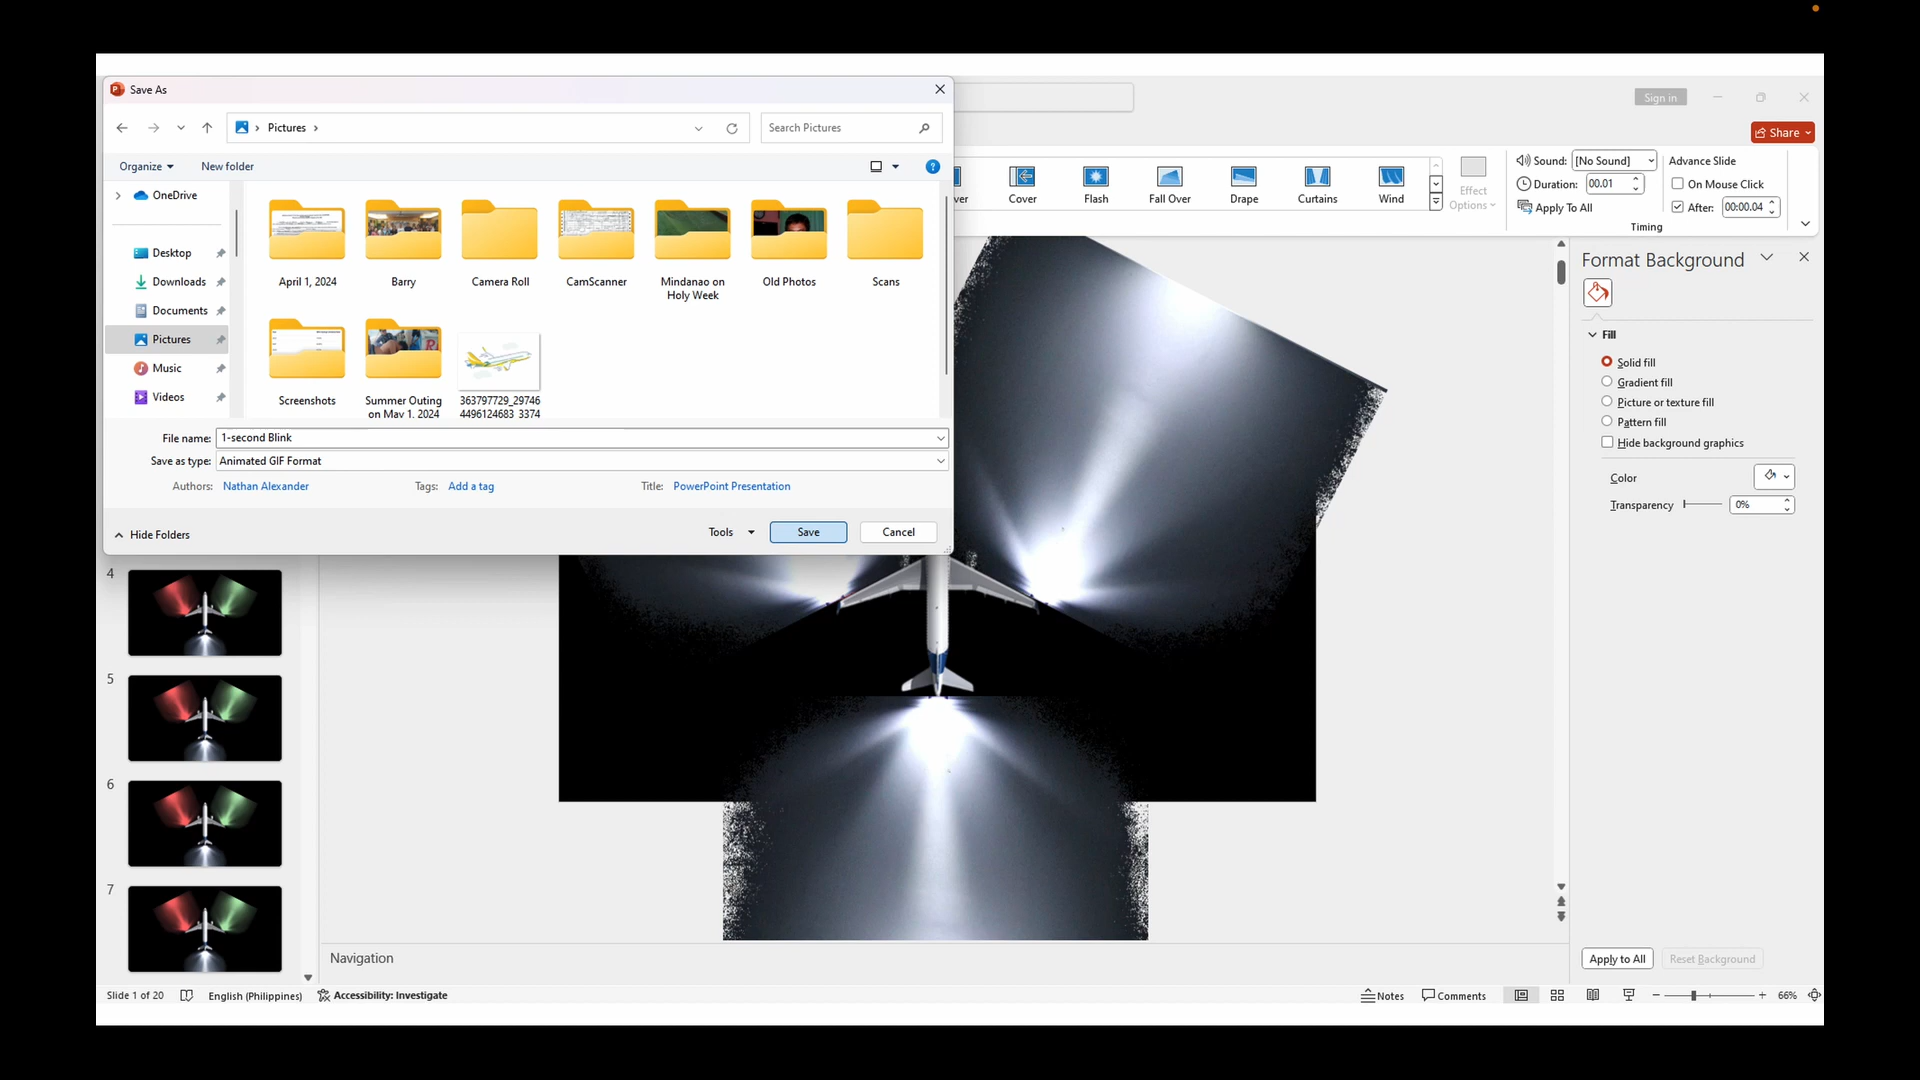 Save As
Sign in
Share
Pictures
Search Pictures
Organize
New folder
OneDrive
Desktop
Downloads
Documents
Pictures
Music
Videos
April 1, 2024
Barry
Camera Roll
CamScanner
Mindanao on
Holy Week
Old Photos
Scans
Screenshots
Summer Outing
on May 1, 2024
363797729_29746
4496124683_3374
File name: 1-second Blink
Save as type: Animated GIF Format
Authors: Nathan Alexander
Tags: Add a tag
Title: PowerPoint Presentation
Hide Folders
Tools
Save
Cancel
ver
Cover
Flash
Fall Over
Drape
Curtains
Wind
Effect
Options
Sound: [No Sound]
Duration: 00.01
Apply To All
Advance Slide
On Mouse Click
After: 00:00.04
Timing
Format Background
Fill
Solid fill
Gradient fill
Picture or texture fill
Pattern fill
Hide background graphics
Color
Transparency 0%
Apply to All
Reset Background
4
5
6
7
Navigation
Slide 1 of 20
English (Philippines)
Accessibility: Investigate
Notes
Comments
66%